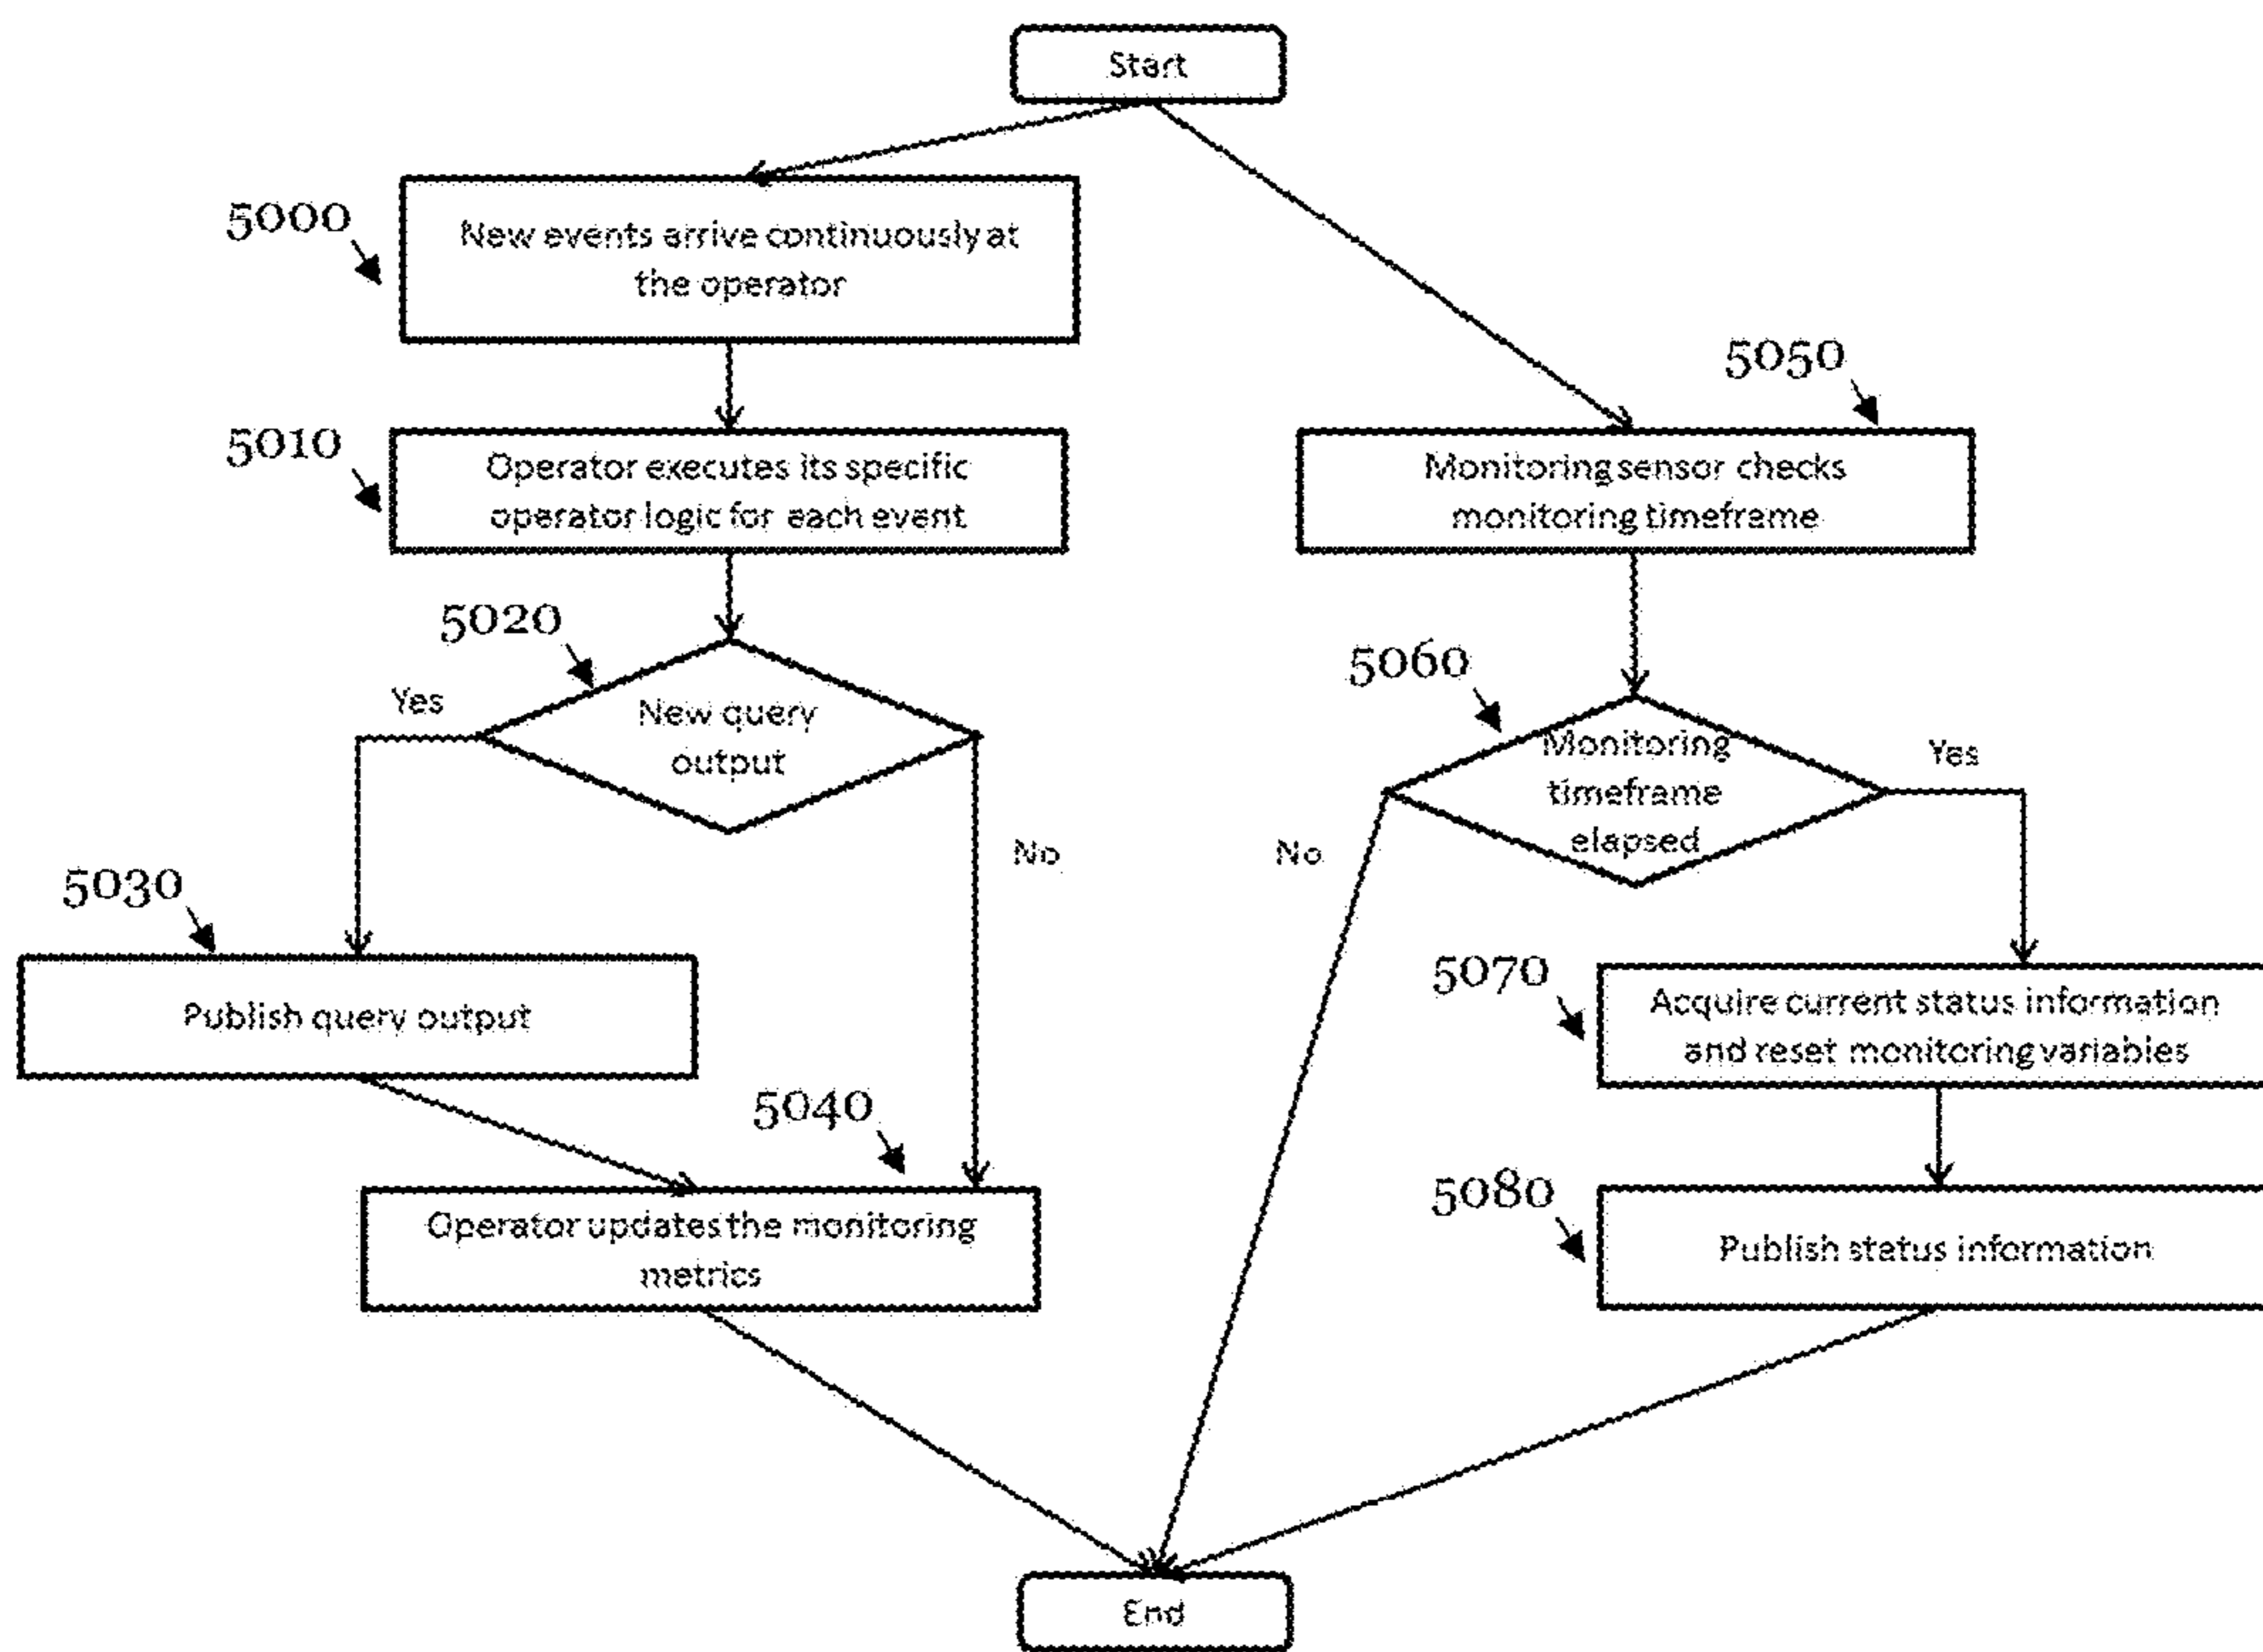 Start
5000
New events arrive continuously at
the operator
5010
Operator executes its specific
operator logic for each event
5020
New query
output
Yes
No
5030
Publish query output
5040
Operator updates the monitoring
metrics
5050
Monitoring sensor checks
monitoring timeframe
5060
Monitoring
timeframe
elapsed
Yes
No
5070
Acquire current status information
and reset monitoring variables
5080
Publish status information
End